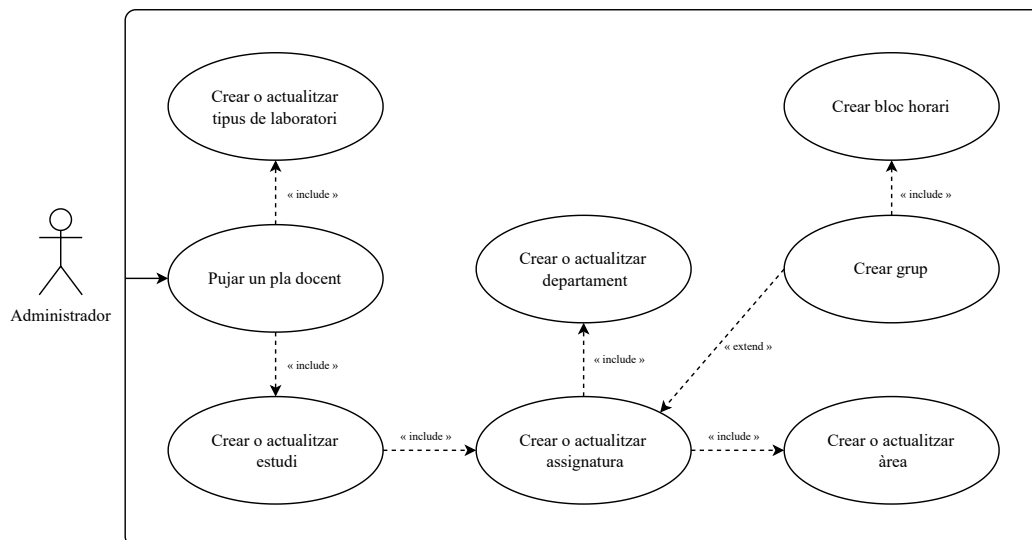 Crear o actualitzar
tipus de laboratori
Crear bloc horari
« include »
« include »
Administrador
Pujar un pla docent
Crear o actualitzar
departament
Crear grup
« include »
« include »
« extend »
Crear o actualitzar
estudi
« include »
Crear o actualitzar
assignatura
« include »
Crear o actualitzar
àrea